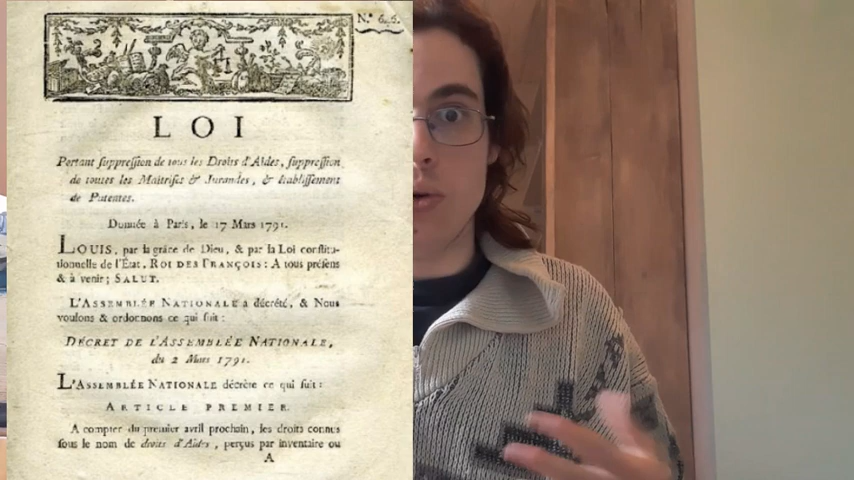 N.° 6.6.
LOI
Portant suppression de tous les Droits d'Aides, suppression
de toutes les Maîtrises & Jurandes, & établissement
de Patentes.
Donnée à Paris, le 17 Mars 1791.
LOUIS, par la grâce de Dieu, & par la Loi constitu-
tionnelle de l'État, ROI DES FRANÇOIS: A tous présens
& à venir; SALUT.
L'ASSEMBLÉE NATIONALE a décrété, & Nous
voulons & ordonnons ce qui suit:
DÉCRET DE L'ASSEMBLÉE NATIONALE,
du 2 Mars 1791.
L'ASSEMBLÉE NATIONALE décrète ce qui suit:
ARTICLE PREMIER.
A compter du premier avril prochain, les droits connus
sous le nom de droits d'Aides, perçus par inventaire ou
A